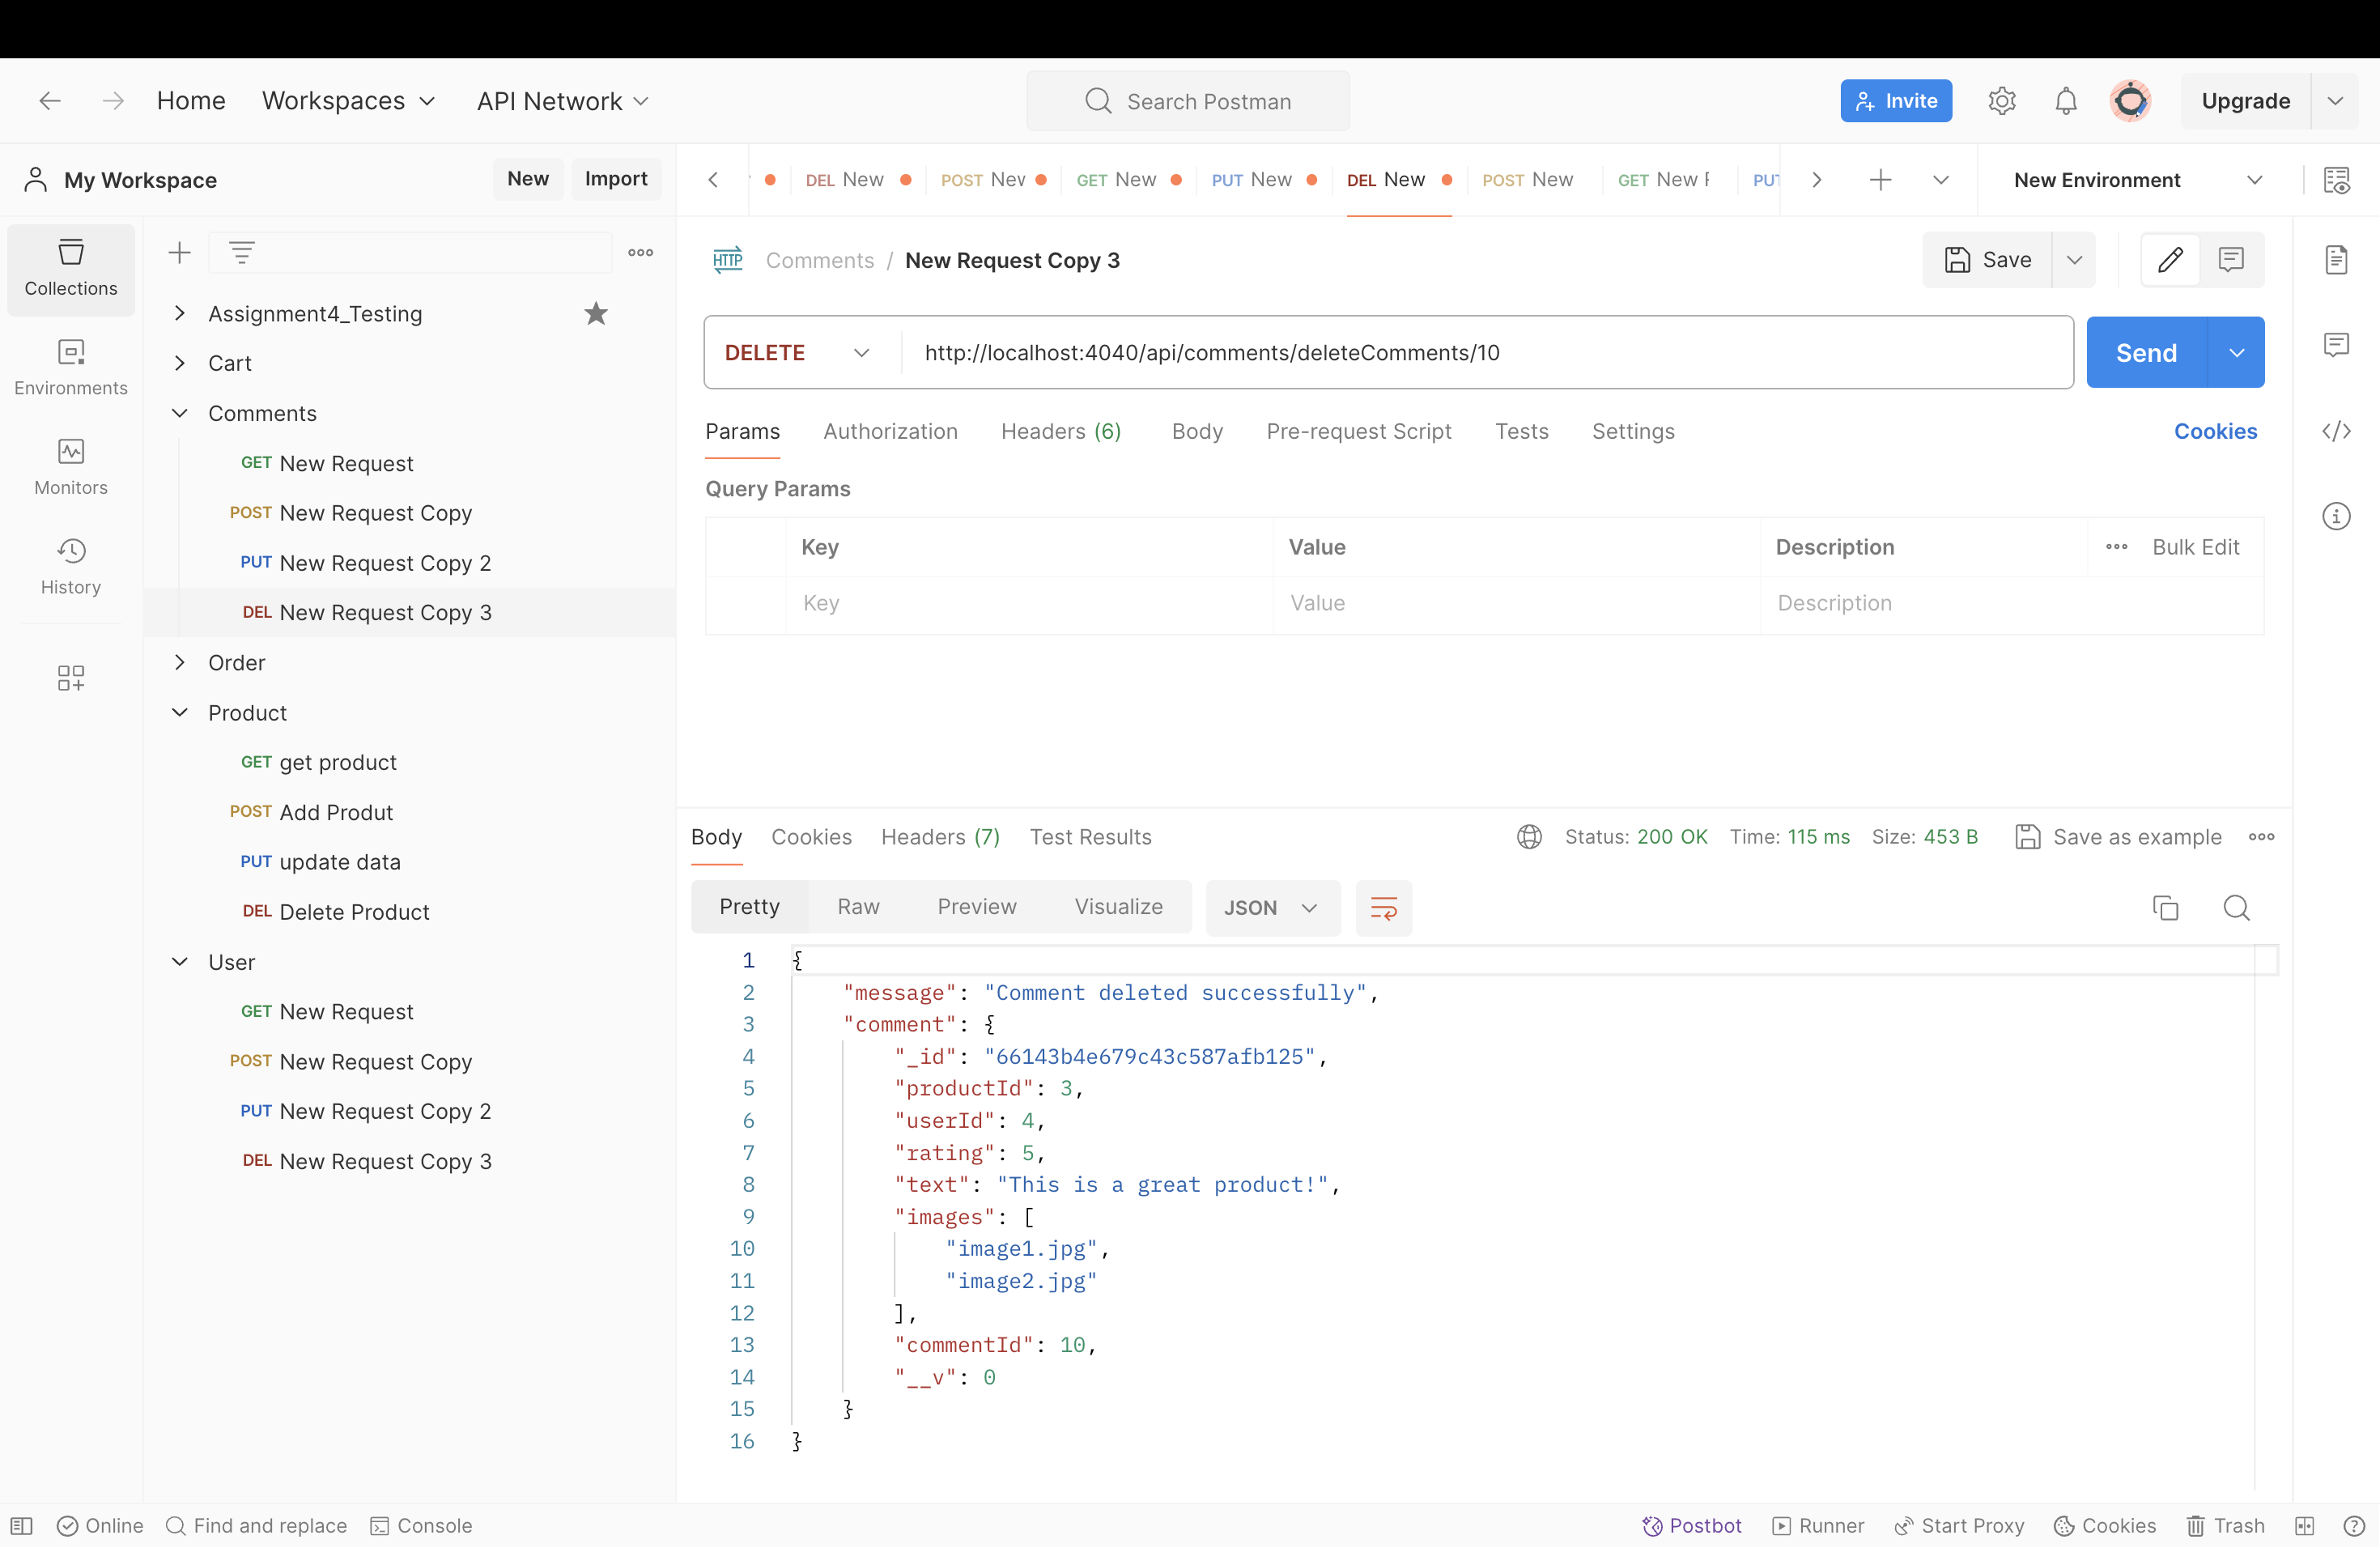 Home Workspaces API Network Search Postman Invite Upgrade
My Workspace New Import DEL New POST Nev GET New PUT New DEL New POST New GET New PUT New Environment
Comments / New Request Copy 3 Save
HTTP
Collections
Environments
Monitors
History
Assignment4_Testing
Cart
Comments
GET New Request
POST New Request Copy
PUT New Request Copy 2
DEL New Request Copy 3
Order
Product
GET get product
POST Add Produt
PUT update data
DEL Delete Product
User
GET New Request
POST New Request Copy
PUT New Request Copy 2
DEL New Request Copy 3
DELETE http://localhost:4040/api/comments/deleteComments/10 Send
Params Authorization Headers (6) Body Pre-request Script Tests Settings Cookies
Query Params
Key Value Description Bulk Edit
Key Value Description
Body Cookies Headers (7) Test Results Status: 200 OK Time: 115 ms Size: 453 B Save as example
Pretty Raw Preview Visualize JSON
1 {
2 "message": "Comment deleted successfully",
3 "comment": {
4 "_id": "66143b4e679c43c587afb125",
5 "productId": 3,
6 "userId": 4,
7 "rating": 5,
8 "text": "This is a great product!",
9 "images": [
10 "image1.jpg",
11 "image2.jpg"
12 ],
13 "commentId": 10,
14 "__v": 0
15 }
16 }
Online Find and replace Console Postbot Runner Start Proxy Cookies Trash